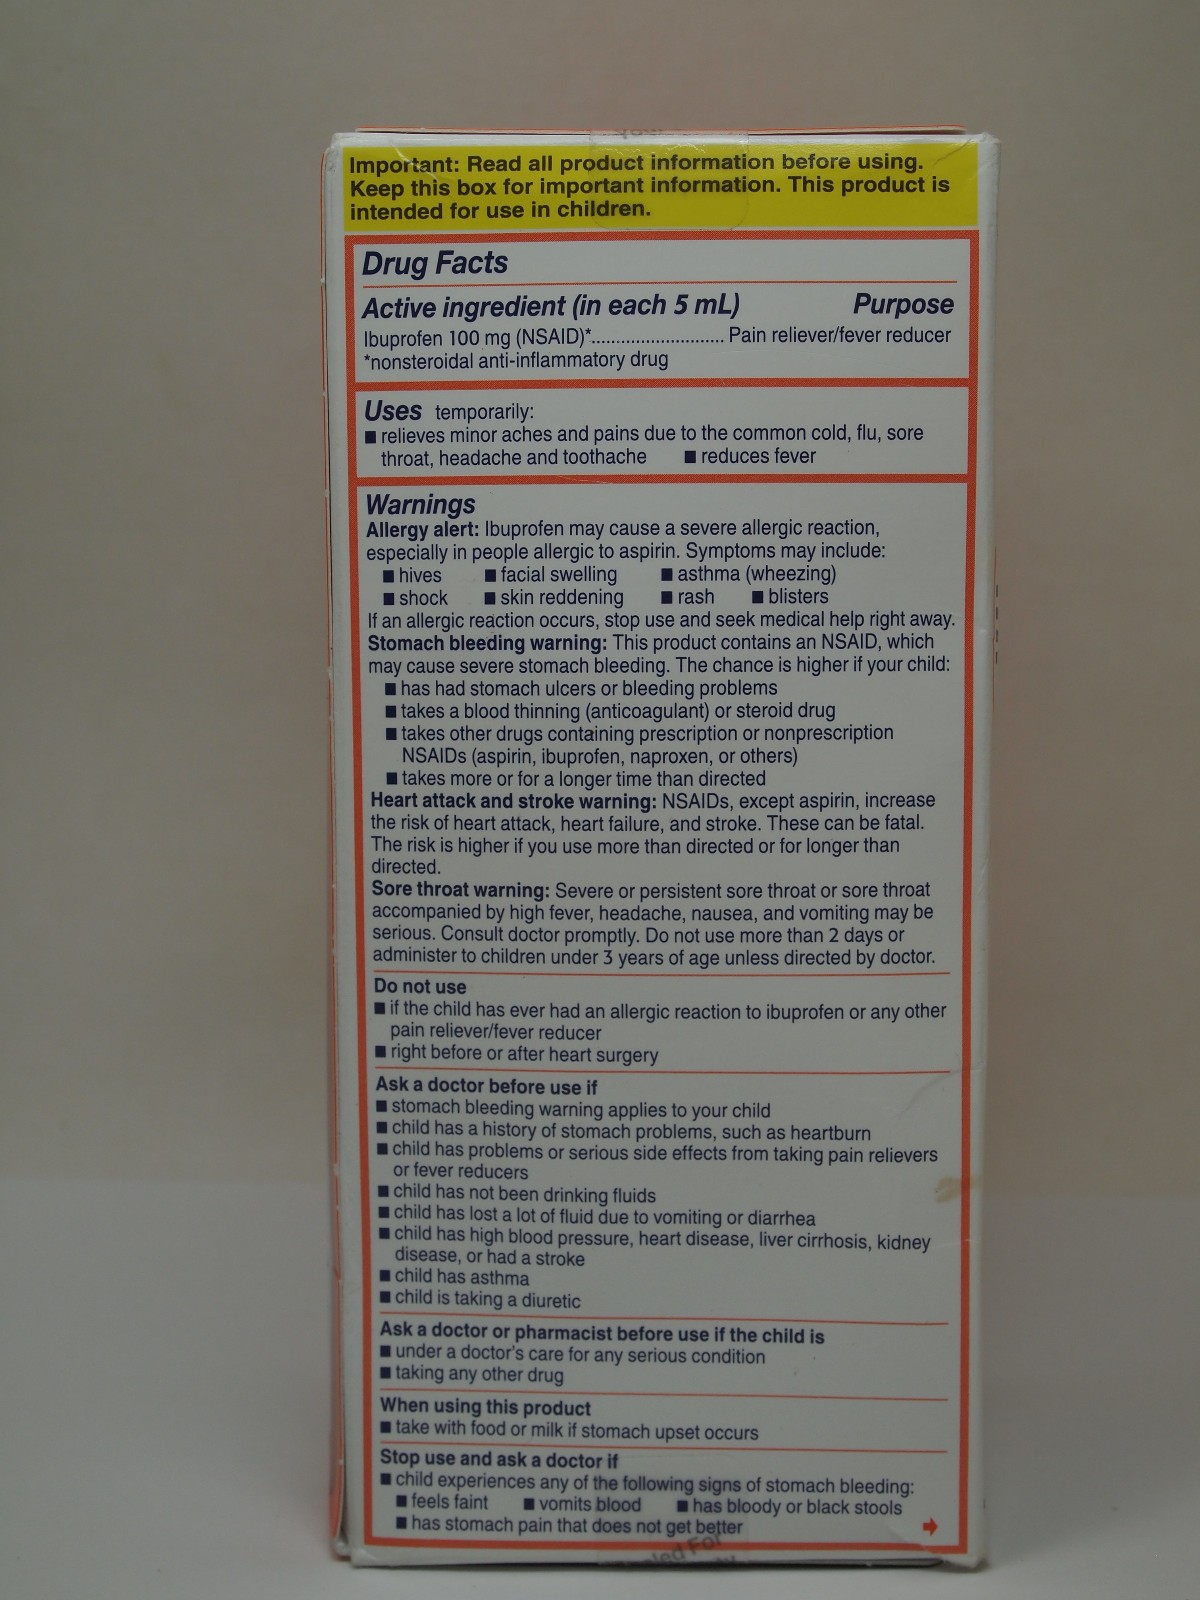 Important: Read all product information before using.
Keep this box for important information. This product is
intended for use in children.
Drug Facts
Active ingredient (in each 5 mL) Purpose
Ibuprofen 100 mg (NSAID)*........................... Pain reliever/fever reducer
*nonsteroidal anti-inflammatory drug
Uses temporarily:
■ relieves minor aches and pains due to the common cold, flu, sore
throat, headache and toothache ■ reduces fever
Warnings
Allergy alert: Ibuprofen may cause a severe allergic reaction,
especially in people allergic to aspirin. Symptoms may include:
■ hives ■ facial swelling ■ asthma (wheezing)
■ shock ■ skin reddening ■ rash ■ blisters
If an allergic reaction occurs, stop use and seek medical help right away.
Stomach bleeding warning: This product contains an NSAID, which
may cause severe stomach bleeding. The chance is higher if your child:
■ has had stomach ulcers or bleeding problems
■ takes a blood thinning (anticoagulant) or steroid drug
■ takes other drugs containing prescription or nonprescription
NSAIDs (aspirin, ibuprofen, naproxen, or others)
■ takes more or for a longer time than directed
Heart attack and stroke warning: NSAIDs, except aspirin, increase
the risk of heart attack, heart failure, and stroke. These can be fatal.
The risk is higher if you use more than directed or for longer than
directed.
Sore throat warning: Severe or persistent sore throat or sore throat
accompanied by high fever, headache, nausea, and vomiting may be
serious. Consult doctor promptly. Do not use more than 2 days or
administer to children under 3 years of age unless directed by doctor.
Do not use
■ if the child has ever had an allergic reaction to ibuprofen or any other
pain reliever/fever reducer
■ right before or after heart surgery
Ask a doctor before use if
■ stomach bleeding warning applies to your child
■ child has a history of stomach problems, such as heartburn
■ child has problems or serious side effects from taking pain relievers
or fever reducers
■ child has not been drinking fluids
■ child has lost a lot of fluid due to vomiting or diarrhea
■ child has high blood pressure, heart disease, liver cirrhosis, kidney
disease, or had a stroke
■ child has asthma
■ child is taking a diuretic
Ask a doctor or pharmacist before use if the child is
■ under a doctor's care for any serious condition
■ taking any other drug
When using this product
■ take with food or milk if stomach upset occurs
Stop use and ask a doctor if
■ child experiences any of the following signs of stomach bleeding:
■ feels faint ■ vomits blood ■ has bloody or black stools
■ has stomach pain that does not get better
For